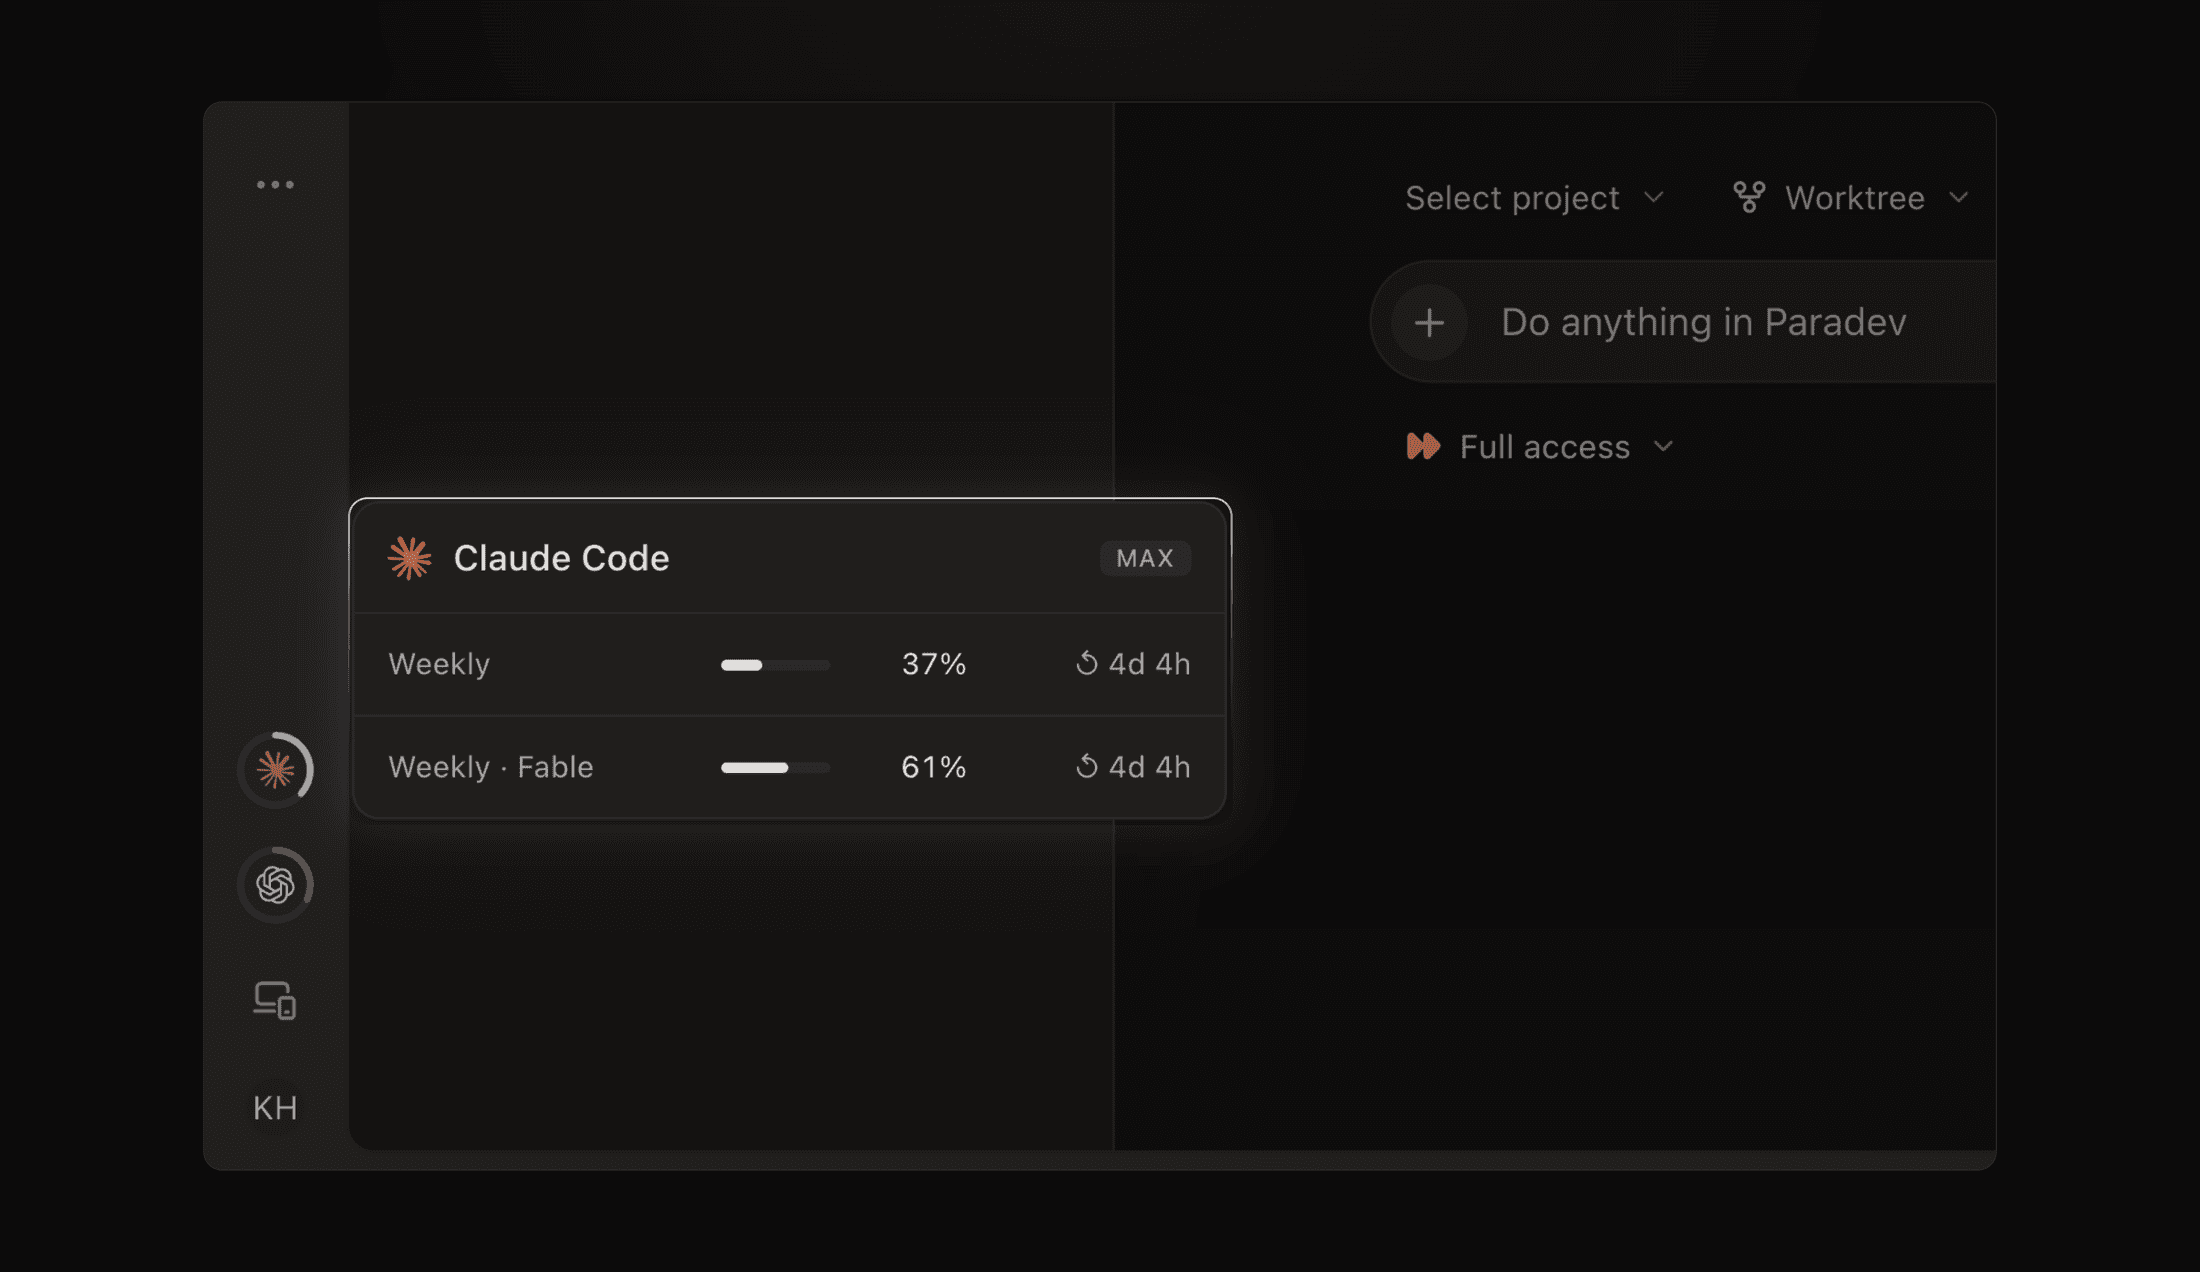 Select project
Worktree
Do anything in Paradev
Full access
Claude Code
MAX
Weekly
37%
4d 4h
Weekly · Fable
61%
4d 4h
KH